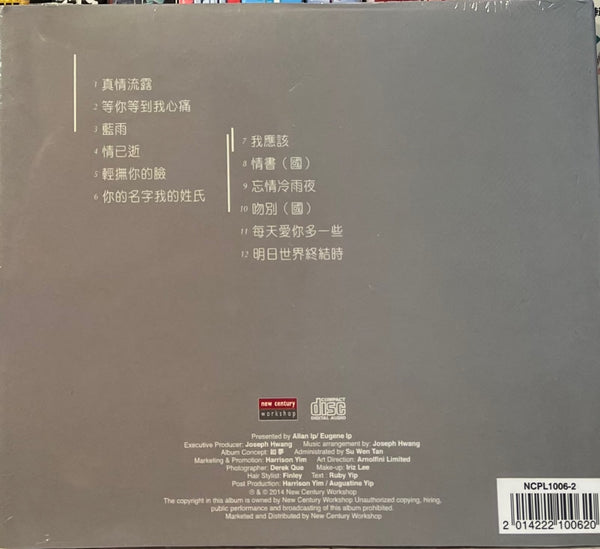 1 真情流露
2 等你等到我心痛
3 藍雨
4 情已逝
5 輕撫你的臉
6 你的名字我的姓氏
7 我應該
8 情書（國）
9 忘情冷雨夜
10 吻別（國）
11 每天愛你多一些
12 明日世界終結時
new century
workshop
COMPACT
disc
DIGITAL AUDIO
Presented by Allan Ip/ Eugene Ip
Executive Producer: Joseph Hwang Music arrangement by: Joseph Hwang
Album Concept: 夢 Administrated by Su Wen Tan
Marketing & Promotion: Harrison Yim Art Direction: Arnolfini Limited
Photographer: Derek Que Make-up: Iriz Lee
Hair Stylist: Finley Text : Ruby Yip
Post Production: Harrison Yim / Augustine Yip
℗ & © 2014 New Century Workshop
The copyright in this album is owned by New Century Workshop Unauthorized copying, hiring,
public performance and broadcasting of this album prohibited.
Marketed and Distributed by New Century Workshop
NCPL1006-2
2 014222 100620